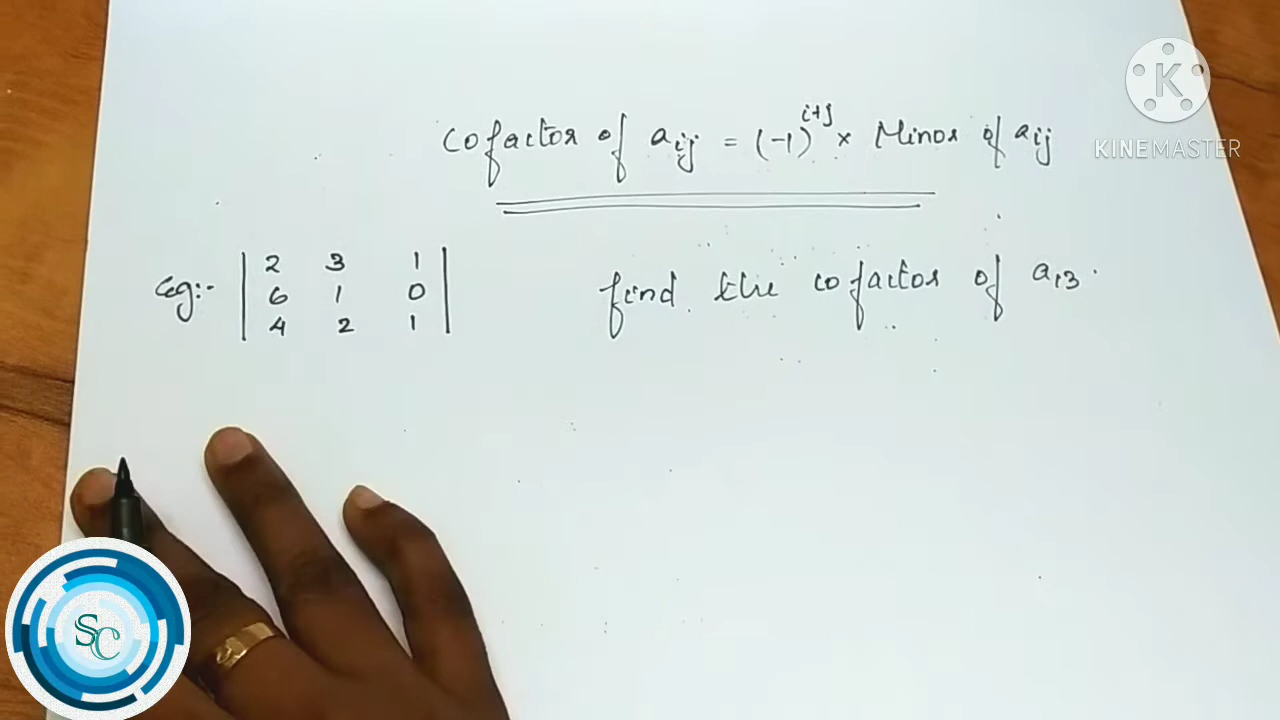 Cofactor of aij = (-1)^i+j × Minor of aij
Eg:- | 2 3 1 | find the cofactor of a13.
| 6 1 0 |
| 4 2 1 |
K
KINEMASTER
SC